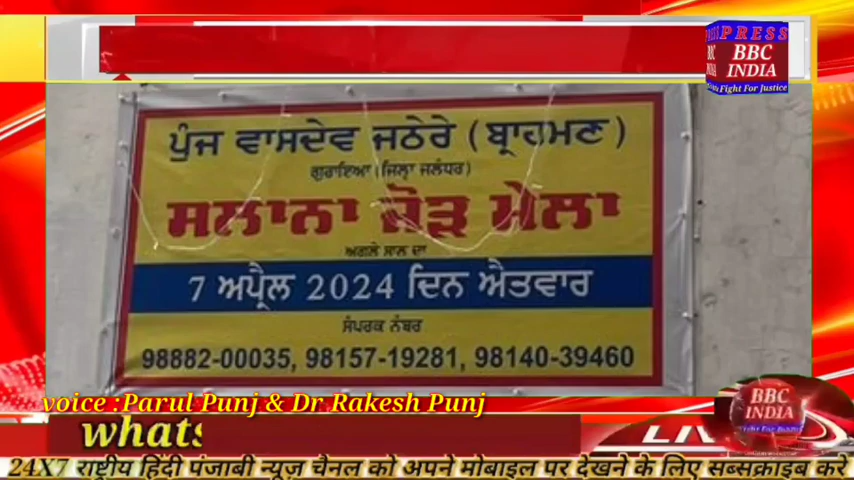 PRESS
BBC
INDIA
Fight For Justice
ਪੁੰਜ ਵਾਸਦੇਵ ਜਠੇਰੇ (ਬ੍ਰਾਹਮਣ)
ਗੁਰਾਇਆ (ਜਿਲ੍ਹਾ ਜਲੰਧਰ)
ਸਲਾਨਾ ਜੋੜ ਮੇਲਾ
ਅਗਲੇ ਸਾਲ ਦਾ
7 ਅਪ੍ਰੈਲ 2024 ਦਿਨ ਐਤਵਾਰ
ਸੰਪਰਕ ਨੰਬਰ
98882-00035, 98157-19281, 98140-39460
voice :Parul Punj & Dr Rakesh Punj
whats
BBC
INDIA
24X7 राष्ट्रीय हिंदी पंजाबी न्यूज़ चैनल को अपने मोबाइल पर देखने के लिए सब्सक्राइब करे